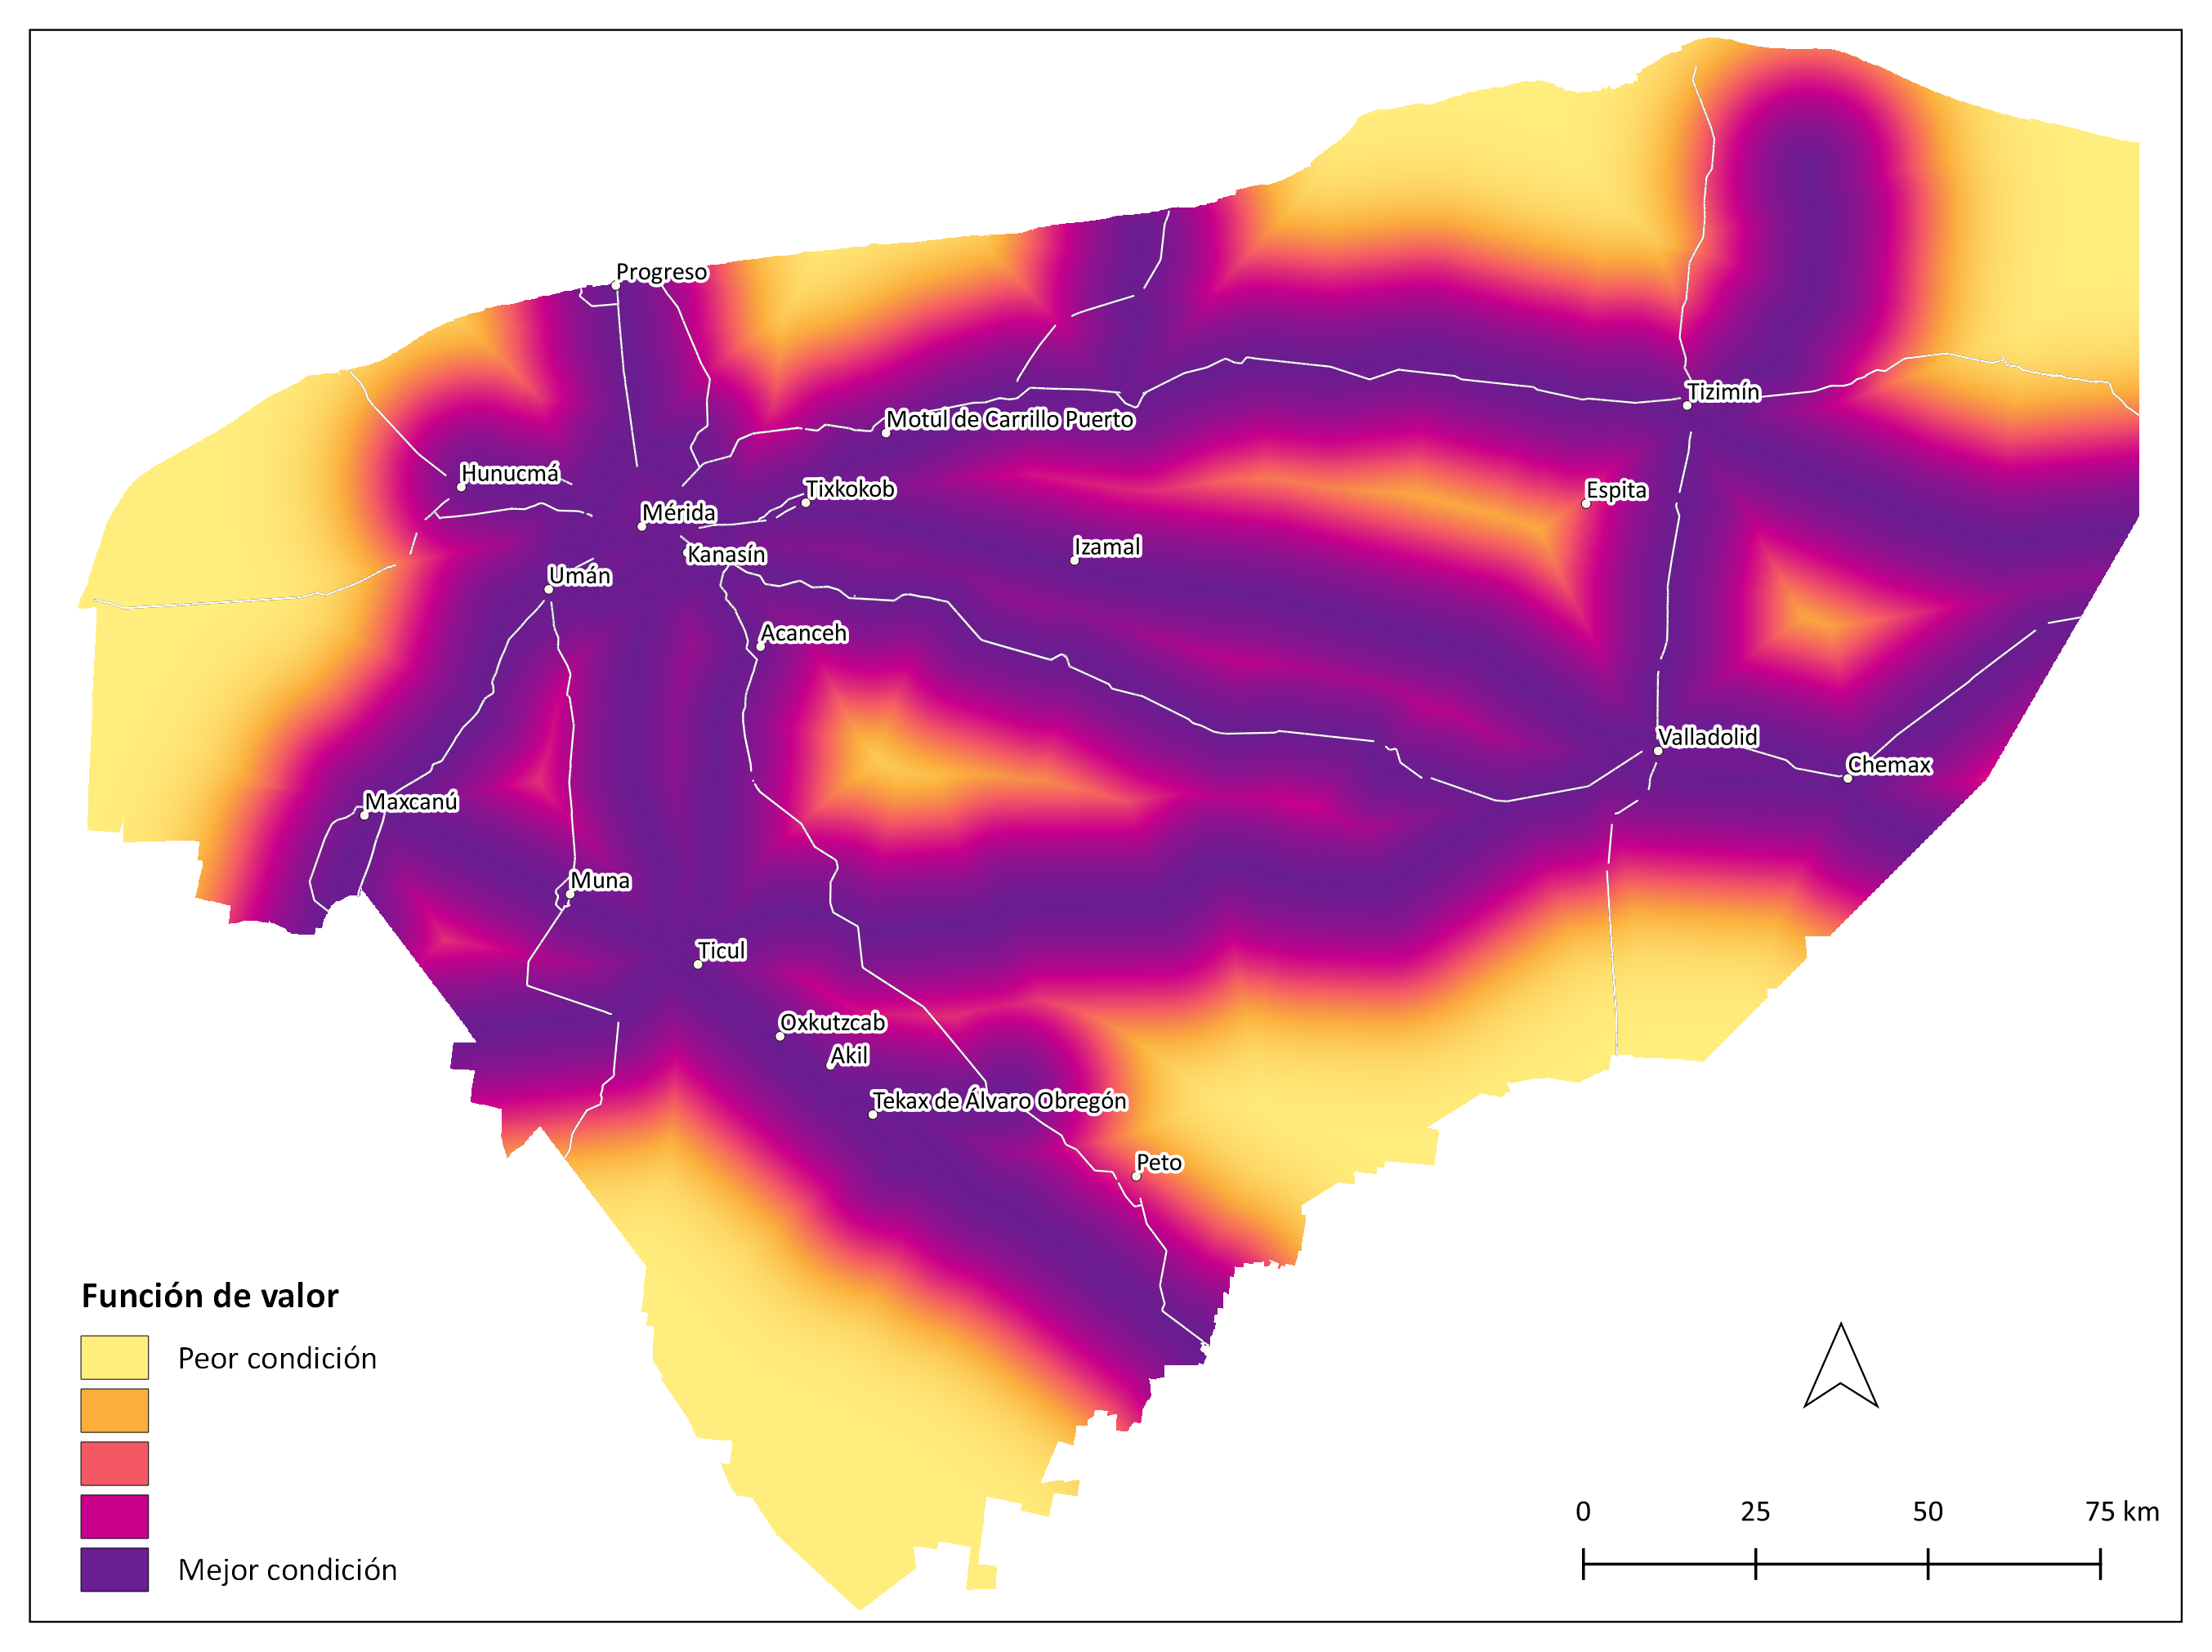 Progreso
Tizimín
Motul de Carrillo Puerto
Hunucmá
Tixkokob
Espita
Mérida
Izamal
Kanasín
Umán
Acanceh
Valladolid
Chemax
Maxcanú
Muna
Ticul
Oxkutzcab
Akil
Tekax de Álvaro Obregón
Peto
Función de valor
Peor condición
Mejor condición
0 25 50 75 km